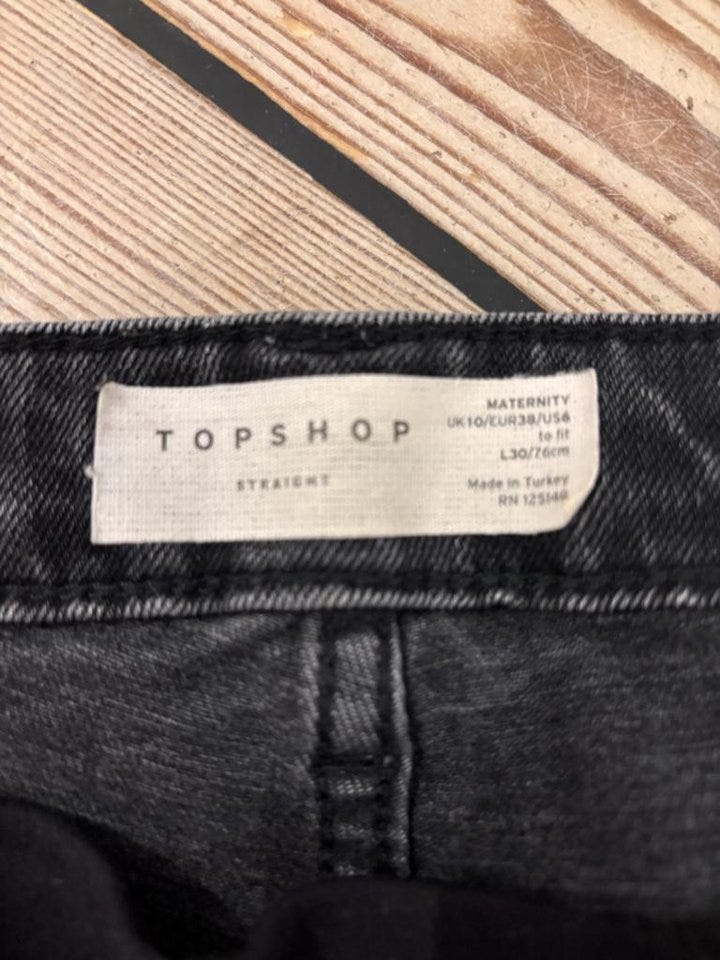 TOPSHOP
STRAIGHT
MATERNITY
UK10/EUR38/US6
to fit
L30/76cm
Made in Turkey
RN 125148